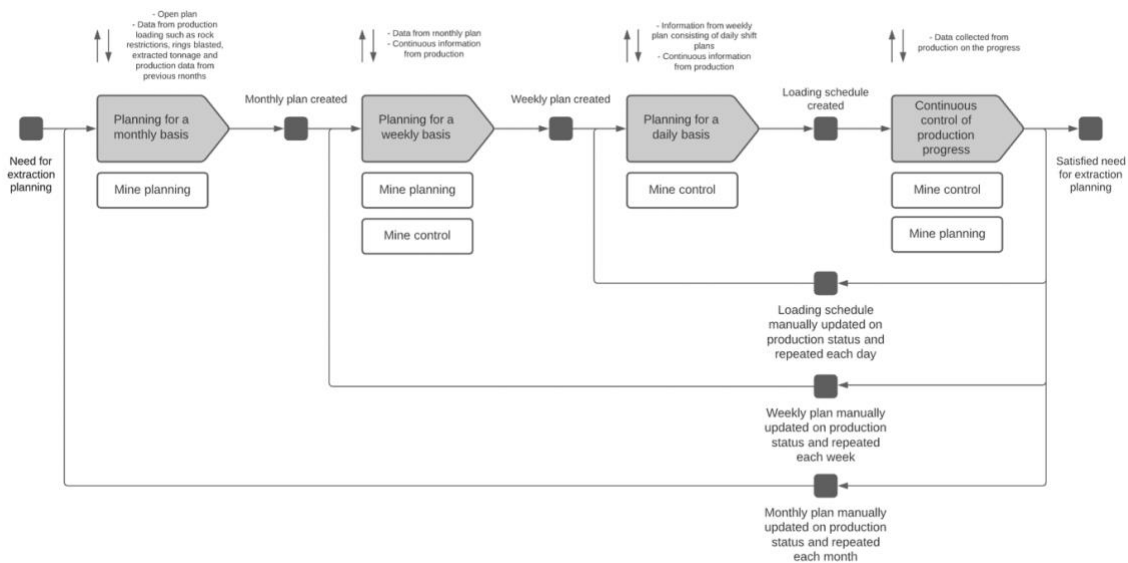 - Open plan
- Data from production
loading such as rock
restrictions, rings blasted,
extracted tonnage and
production data from
previous months
- Data from monthly plan
- Continuous information
from production
- Information from weekly
plan consisting of daily shift
plans
- Continuous information
from production
- Data collected from
production on the progress
Need for
extraction
planning
Planning for a
monthly basis
Mine planning
Monthly plan created
Planning for a
weekly basis
Mine planning
Mine control
Weekly plan created
Planning for a
daily basis
Mine control
Loading schedule
created
Continuous
control of
production
progress
Mine control
Mine planning
Satisfied need
for extraction
planning
Loading schedule
manually updated on
production status and
repeated each day
Weekly plan manually
updated on production
status and repeated
each week
Monthly plan manually
updated on production
status and repeated
each month